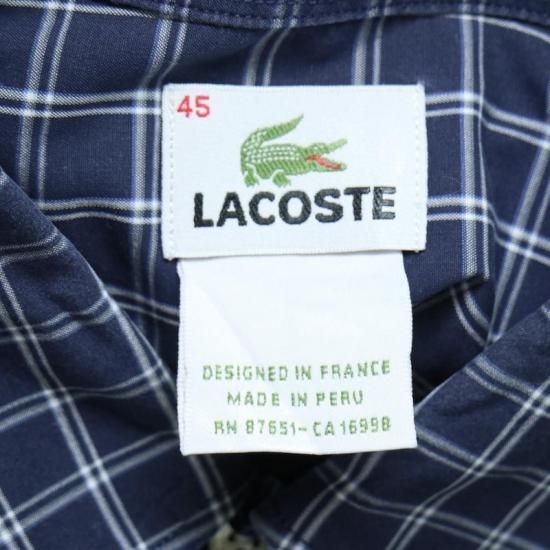 45
LACOSTE
DESIGNED IN FRANCE
MADE IN PERU
RN 87651-CA 16998